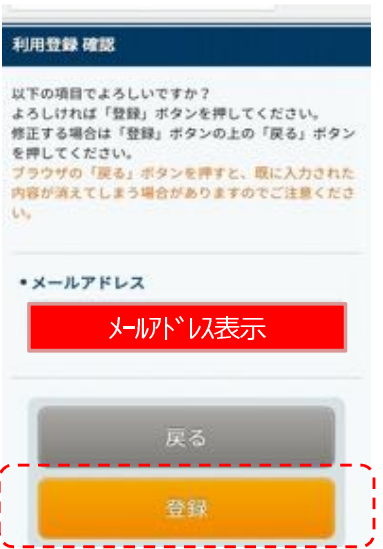 利用登録 確認
以下の項目でよろしいですか？
よろしければ「登録」ボタンを押してください。
修正する場合は「登録」ボタンの上の「戻る」ボタン
を押してください。
ブラウザの「戻る」ボタンを押すと、既に入力された
内容が消えてしまう場合がありますのでご注意くださ
い。
•メールアドレス
メールアドレス表示
戻る
登録